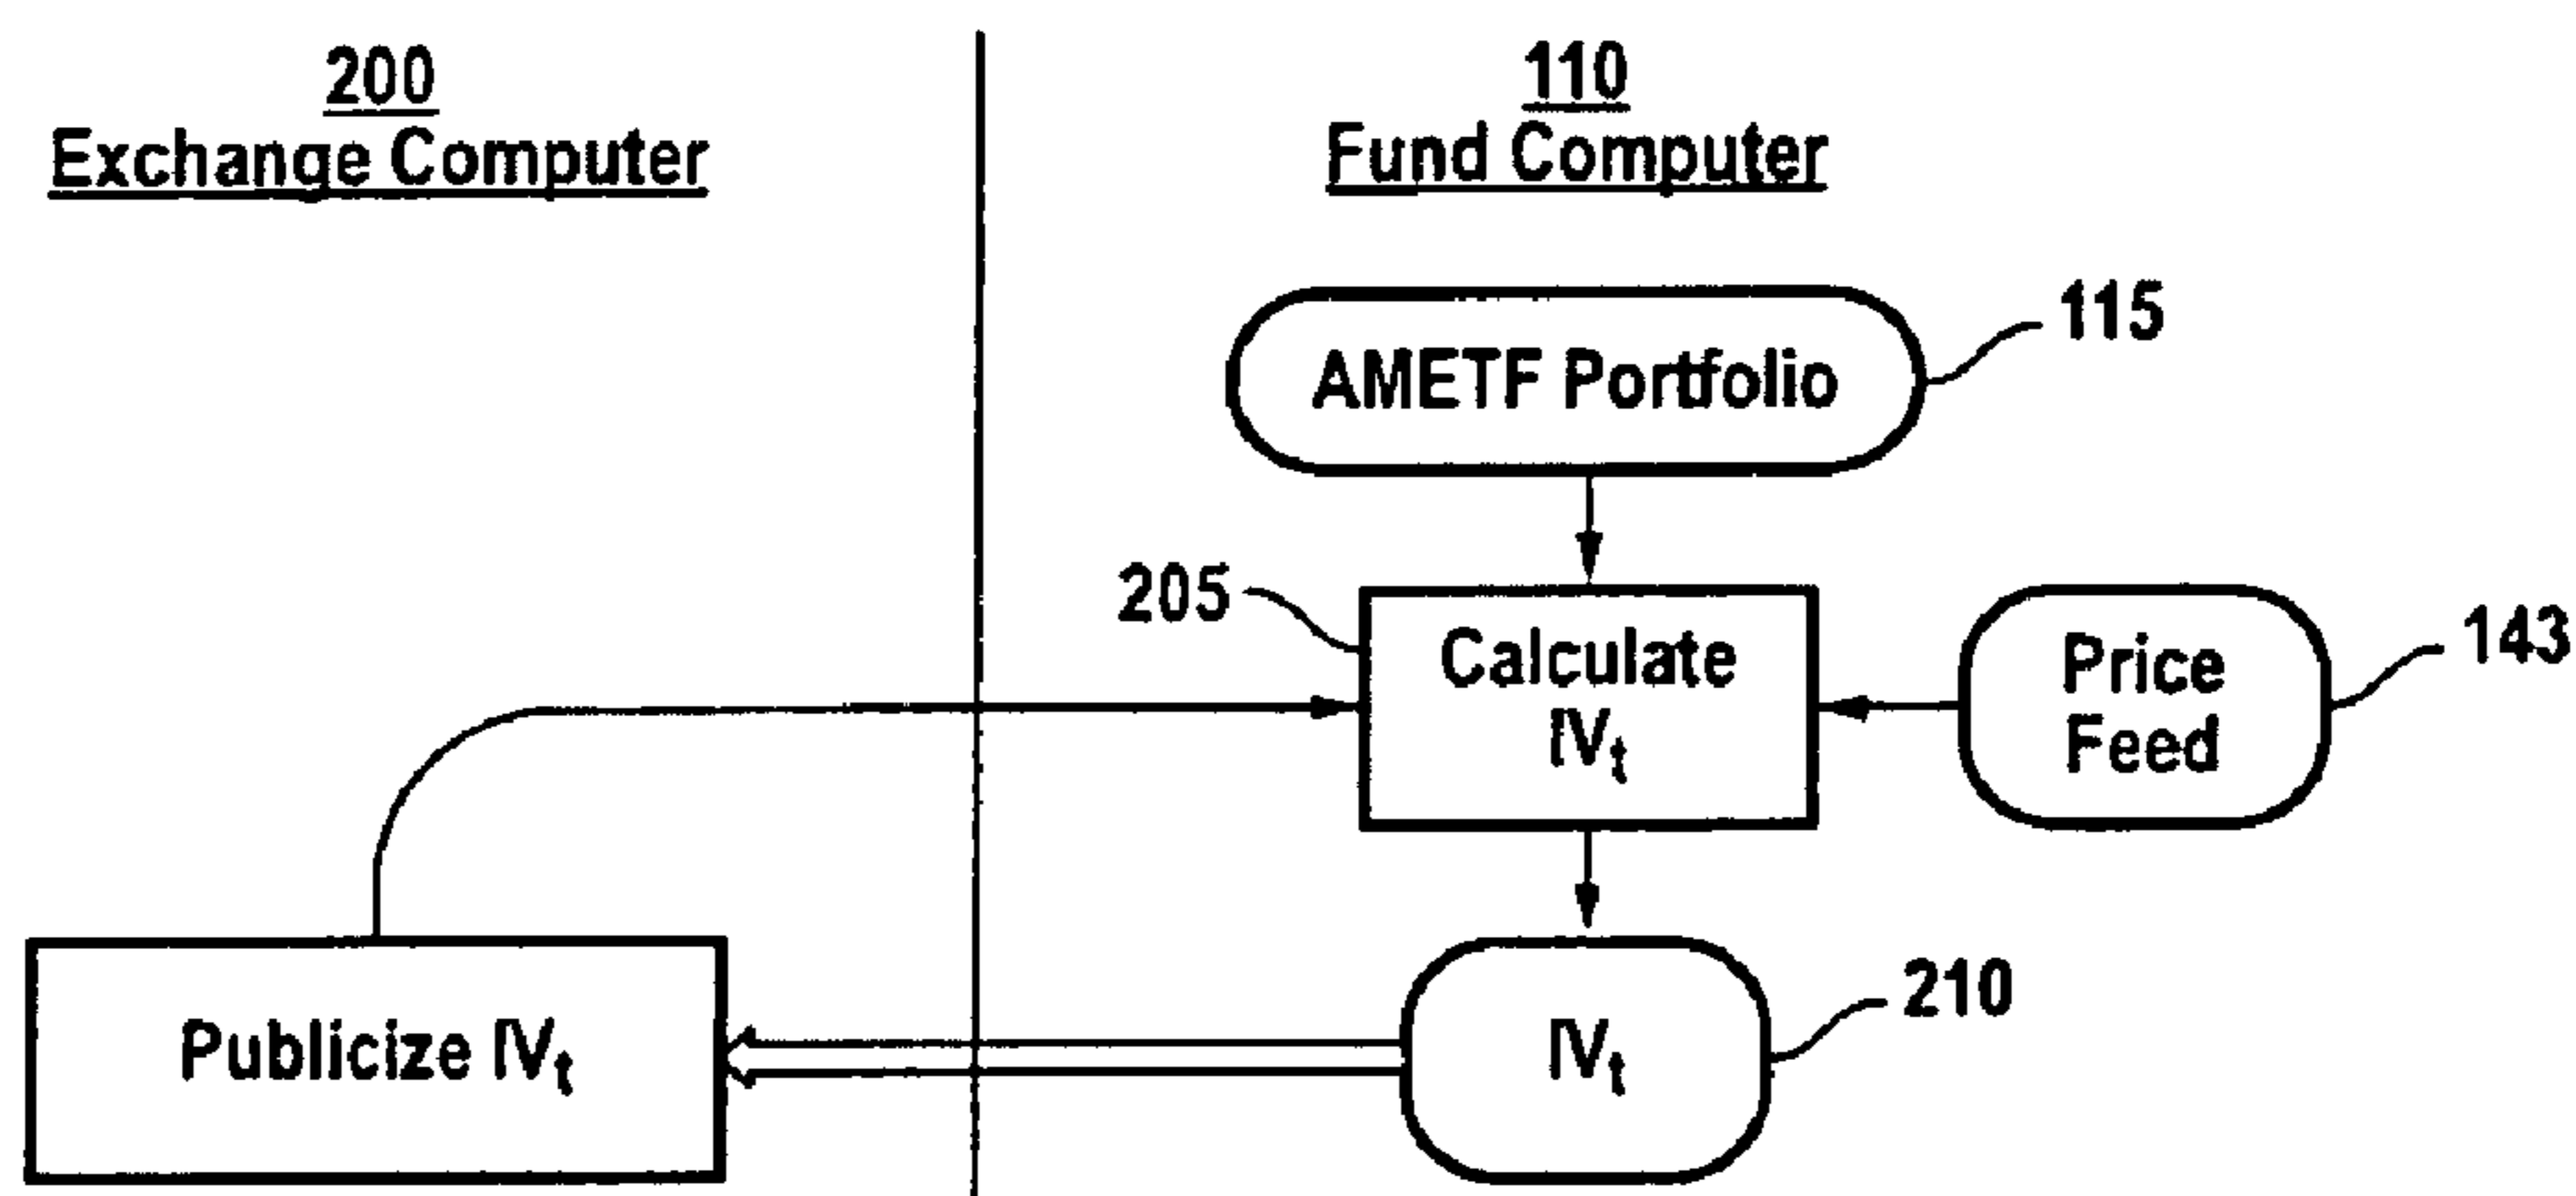 200
Exchange Computer
110
Fund Computer
AMETF Portfolio
115
205
Calculate
IVt
Price
Feed
143
Publicize IVt
IVt
210